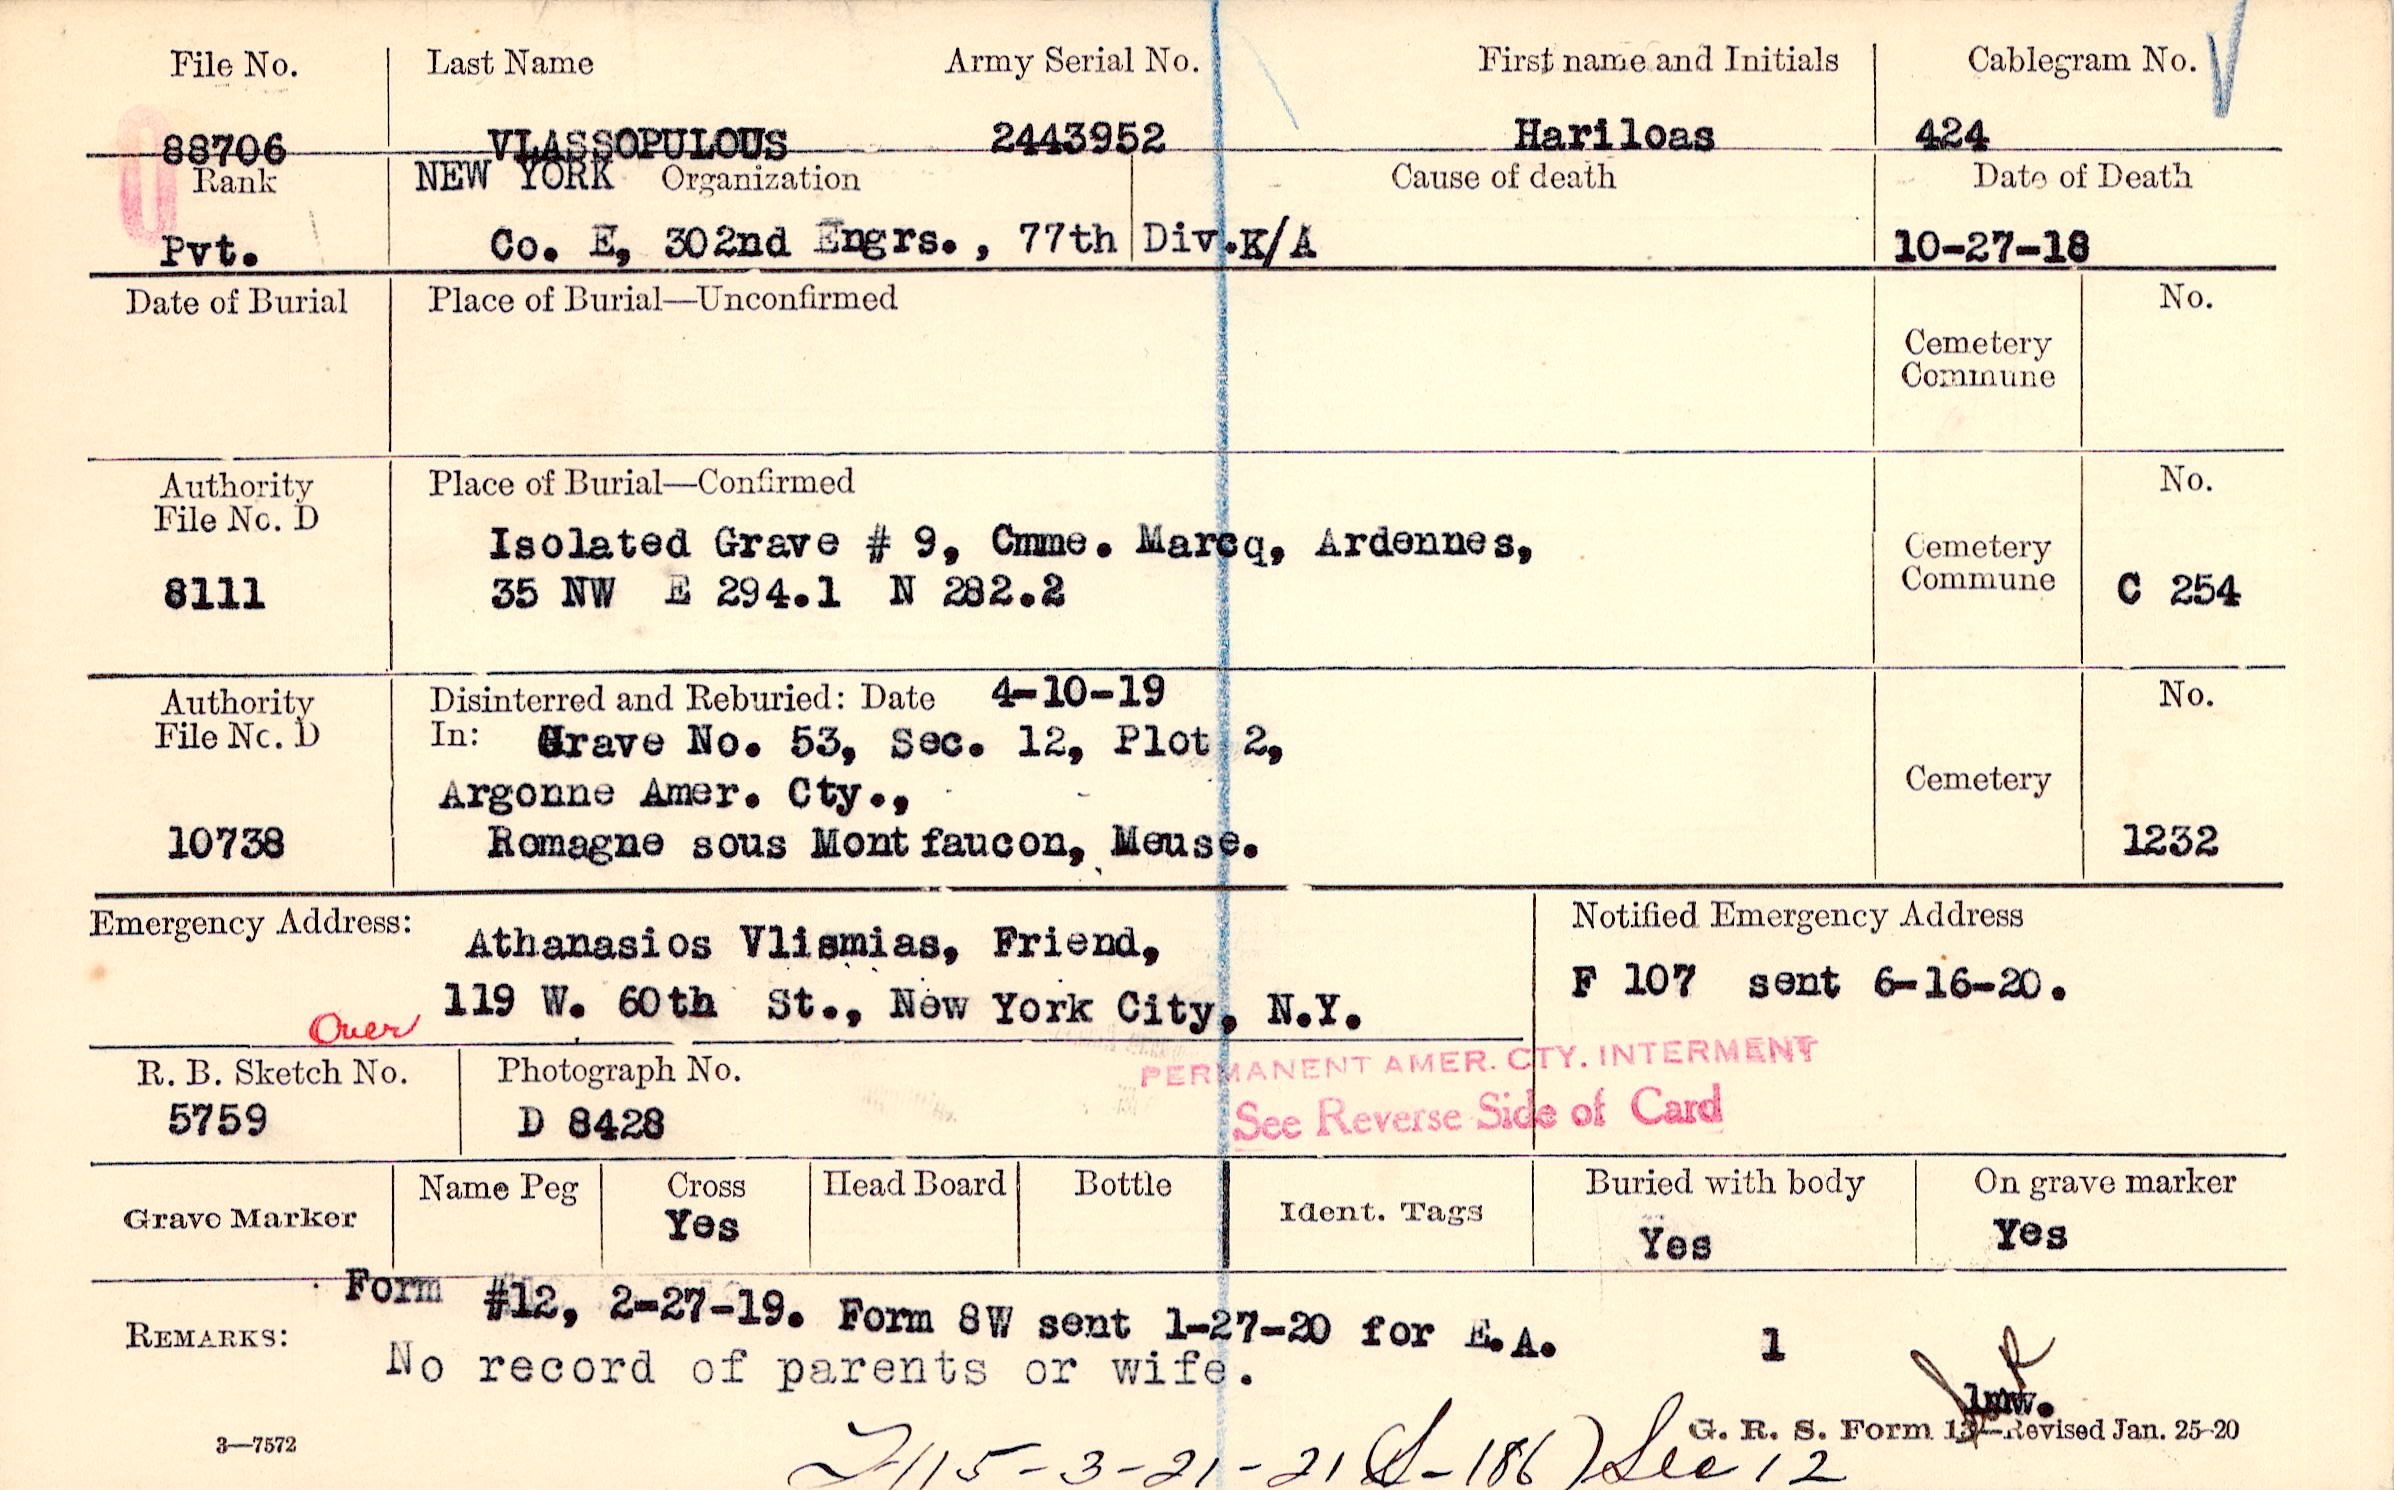 File No. Last Name Army Serial No. First name and Initials Cablegram No.
88706 VLASSOPULOUS 2443952 Hariloas 424
Rank NEW YORK Organization Cause of death Date of Death
Pvt. Co. E, 302nd Engrs., 77th Div. K/A 10-27-18
Date of Burial Place of Burial—Unconfirmed No.
Cemetery
Commune
Authority Place of Burial—Confirmed No.
File No. D
Isolated Grave # 9, Cmme. Marcq, Ardennes, Cemetery
8111 35 NW E 294.1 N 282.2 Commune C 254
Authority Disinterred and Reburied: Date 4-10-19 No.
File No. D In: Grave No. 53, Sec. 12, Plot 2,
Argonne Amer. Cty., Cemetery
10738 Romagne sous Montfaucon, Meuse. 1232
Emergency Address: Athanasios Vlismias, Friend, Notified Emergency Address
119 W. 60th St., New York City, N.Y. F 107 sent 6-16-20.
Over
PERMANENT AMER. CTY. INTERMENT
R. B. Sketch No. Photograph No.
5759 D 8428 See Reverse Side of Card
Grave Marker Name Peg Cross Head Board Bottle Ident. Tags Buried with body On grave marker
Yes Yes Yes
Form #12, 2-27-19. Form 8W sent 1-27-20 for E.A. 1
REMARKS: No record of parents or wife.
lmw.
3—7572 G. R. S. Form 13—Revised Jan. 25-20
3-21-21 (S-186) Sec 12